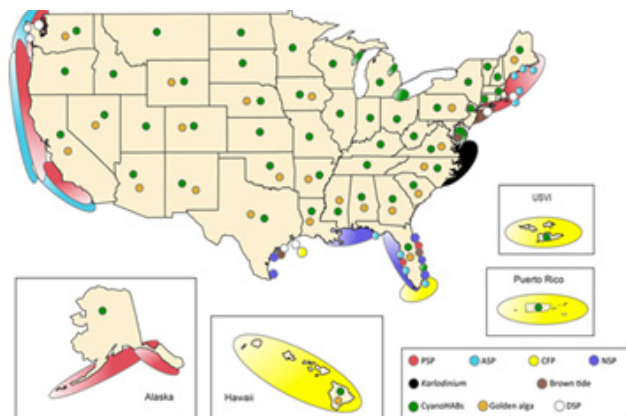 USVI
Puerto Rico
Alaska
Hawaii
PSP ASP CFP NSP
Karlodinium Brown tide
CyanoHABs Golden alga DSP